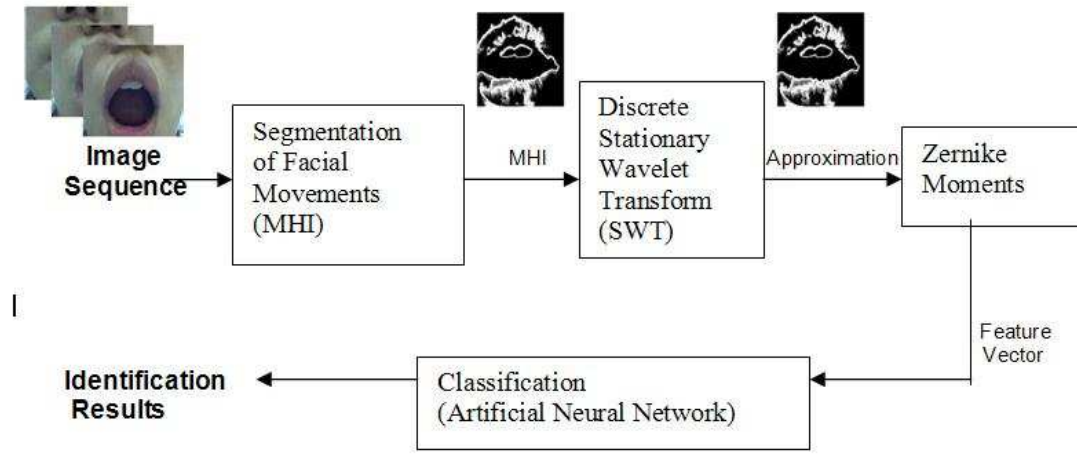 Image
Sequence
Segmentation
of Facial
Movements
(MHI)
MHI
Discrete
Stationary
Wavelet
Transform
(SWT)
Approximation
Zernike
Moments
Feature
Vector
Classification
(Artificial Neural Network)
Identification
Results